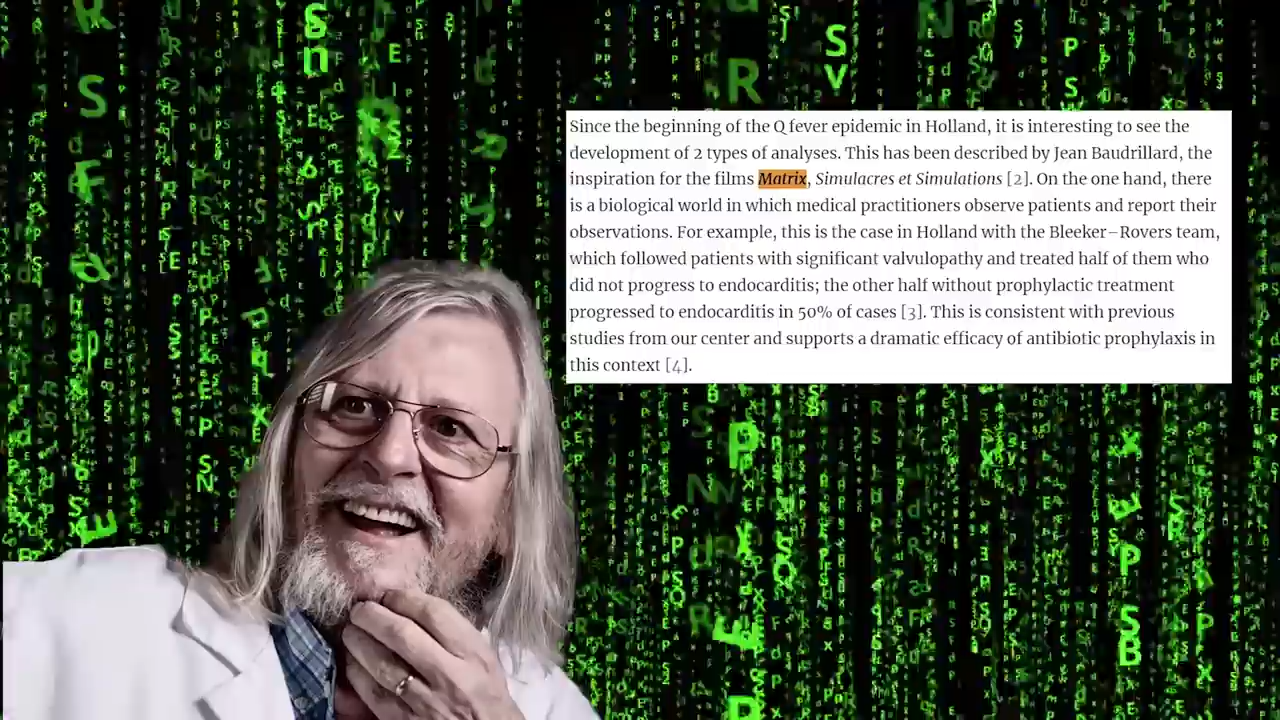 Since the beginning of the Q fever epidemic in Holland, it is interesting to see the
development of 2 types of analyses. This has been described by Jean Baudrillard, the
inspiration for the films Matrix, Simulacres et Simulations [2]. On the one hand, there
is a biological world in which medical practitioners observe patients and report their
observations. For example, this is the case in Holland with the Bleeker–Rovers team,
which followed patients with significant valvulopathy and treated half of them who
did not progress to endocarditis; the other half without prophylactic treatment
progressed to endocarditis in 50% of cases [3]. This is consistent with previous
studies from our center and supports a dramatic efficacy of antibiotic prophylaxis in
this context [4].